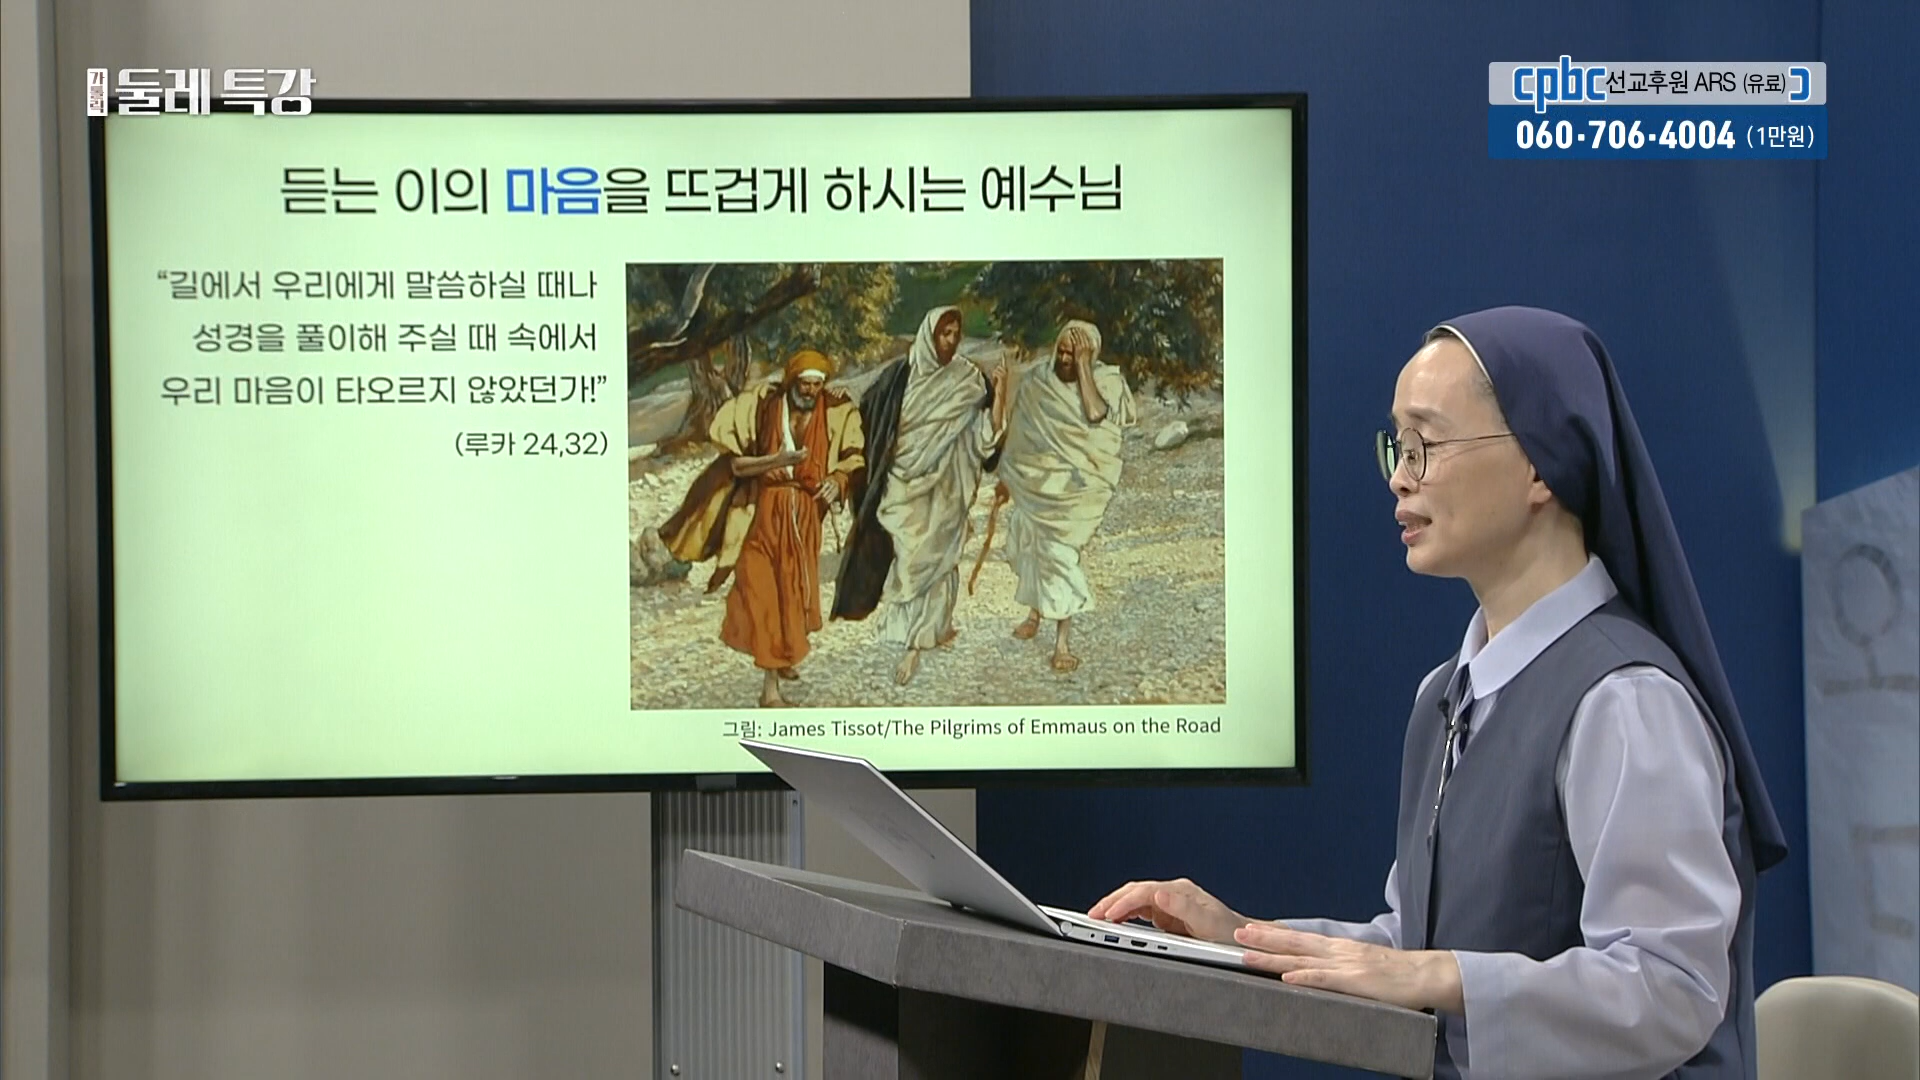 가톨릭
둘레 특강
cpbc 선교후원 ARS (유료)
060·706·4004 (1만원)
듣는 이의 마음을 뜨겁게 하시는 예수님
“길에서 우리에게 말씀하실 때나
성경을 풀이해 주실 때 속에서
우리 마음이 타오르지 않았던가!”
(루카 24,32)
그림: James Tissot/The Pilgrims of Emmaus on the Road